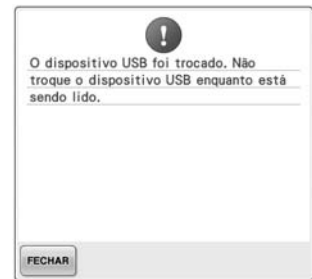 O dispositivo USB foi trocado. Não
troque o dispositivo USB enquanto está
sendo lido.
FECHAR